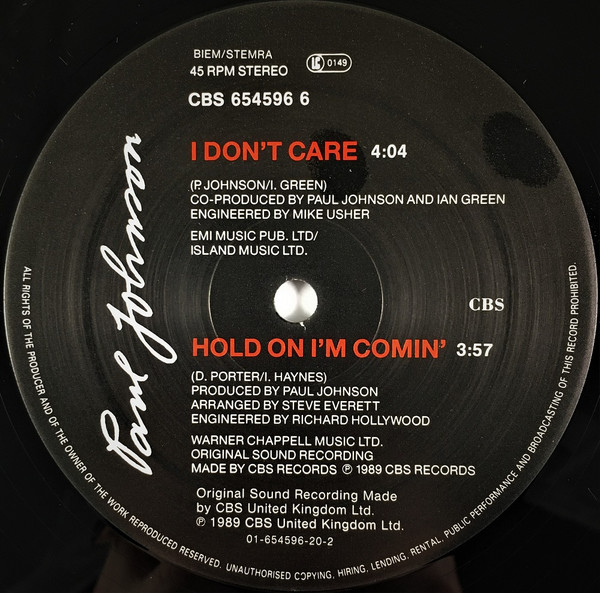 BIEM/STEMRA
45 RPM STEREO
LC 0149
CBS 654596 6
I DON'T CARE 4:04
(P. JOHNSON/I. GREEN)
CO-PRODUCED BY PAUL JOHNSON AND IAN GREEN
ENGINEERED BY MIKE USHER
EMI MUSIC PUB. LTD/
ISLAND MUSIC LTD.
Paul Johnson
CBS
HOLD ON I'M COMIN' 3:57
(D. PORTER/I. HAYNES)
PRODUCED BY PAUL JOHNSON
ARRANGED BY STEVE EVERETT
ENGINEERED BY RICHARD HOLLYWOOD
WARNER CHAPPELL MUSIC LTD.
ORIGINAL SOUND RECORDING
MADE BY CBS RECORDS ℗ 1989 CBS RECORDS
Original Sound Recording Made
by CBS United Kingdom Ltd.
℗ 1989 CBS United Kingdom Ltd.
01-654596-20-2
ALL RIGHTS OF THE PRODUCER AND OF THE OWNER OF THE WORK REPRODUCED RESERVED. UNAUTHORISED COPYING, HIRING, LENDING, RENTAL, PUBLIC PERFORMANCE AND BROADCASTING OF THIS RECORD PROHIBITED.